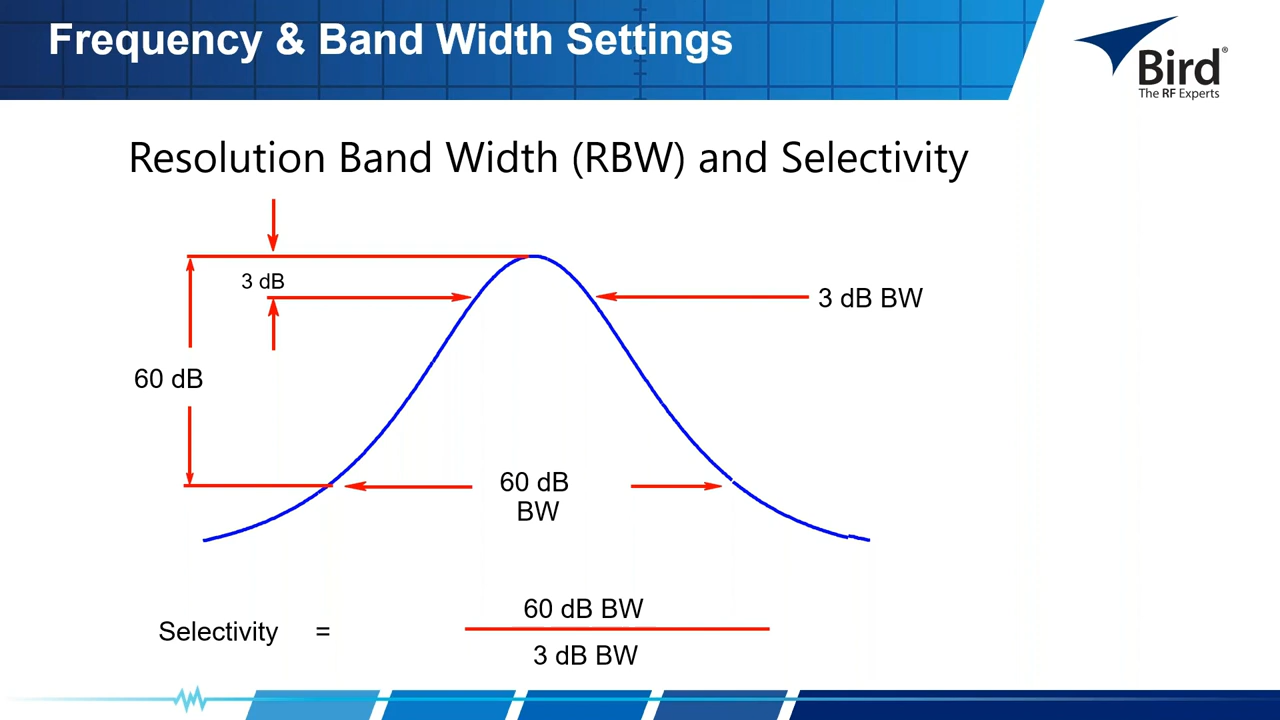 Frequency & Band Width Settings
Bird®
The RF Experts
Resolution Band Width (RBW) and Selectivity
3 dB
3 dB BW
60 dB
60 dB
BW
60 dB BW
Selectivity =
3 dB BW